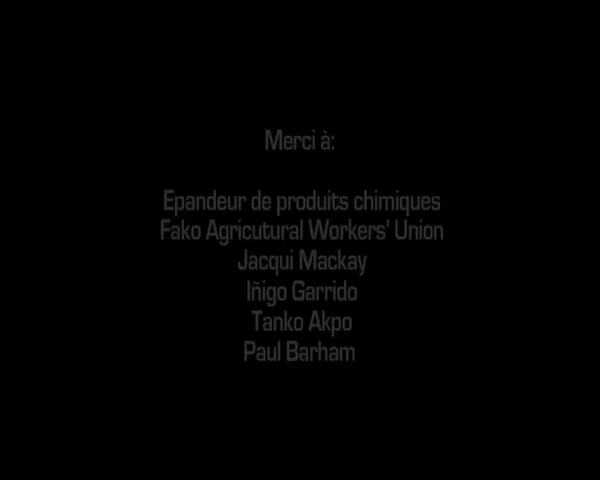 Merci à:
Epandeur de produits chimiques
Fako Agricutural Workers' Union
Jacqui Mackay
Iñigo Garrido
Tanko Akpo
Paul Barham